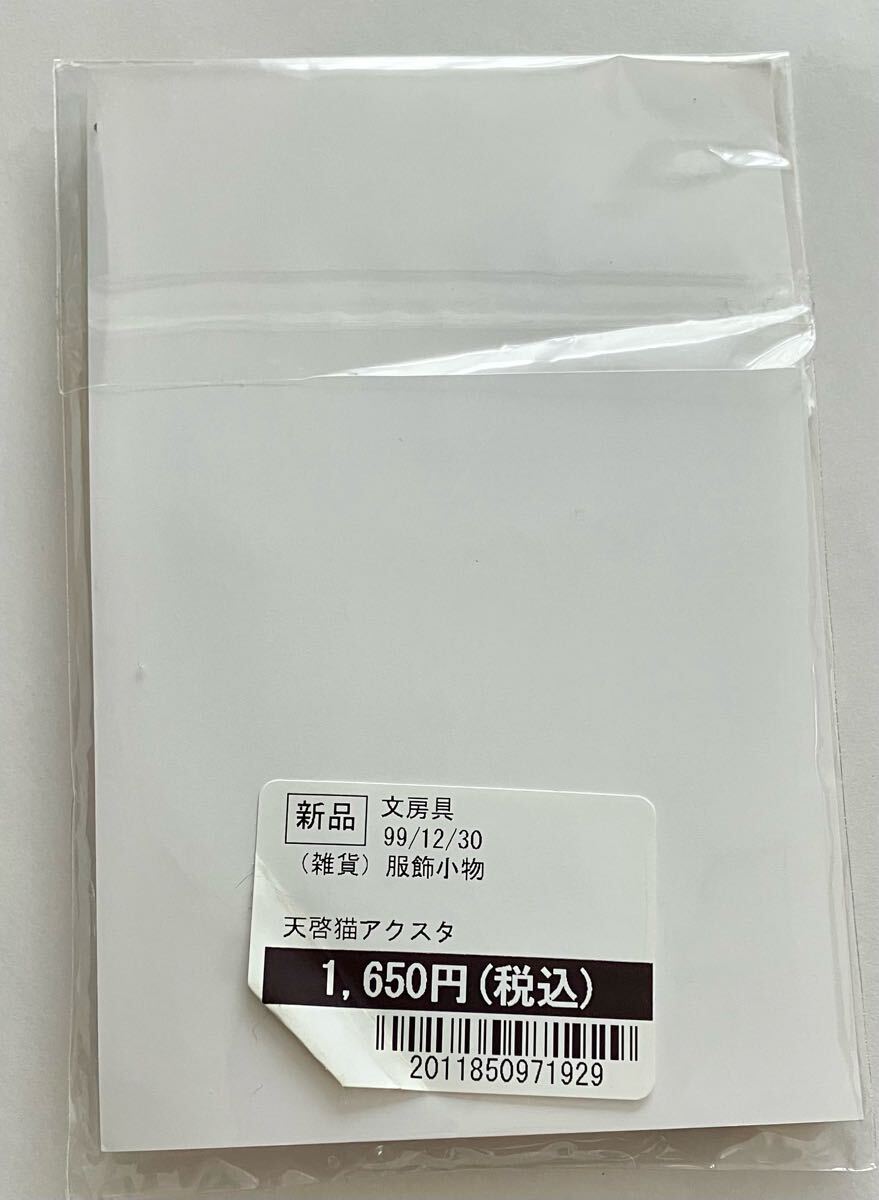 新品 文房具
99/12/30
（雑貨）服飾小物
天啓猫アクスタ
1,650円(税込)
2011850971929